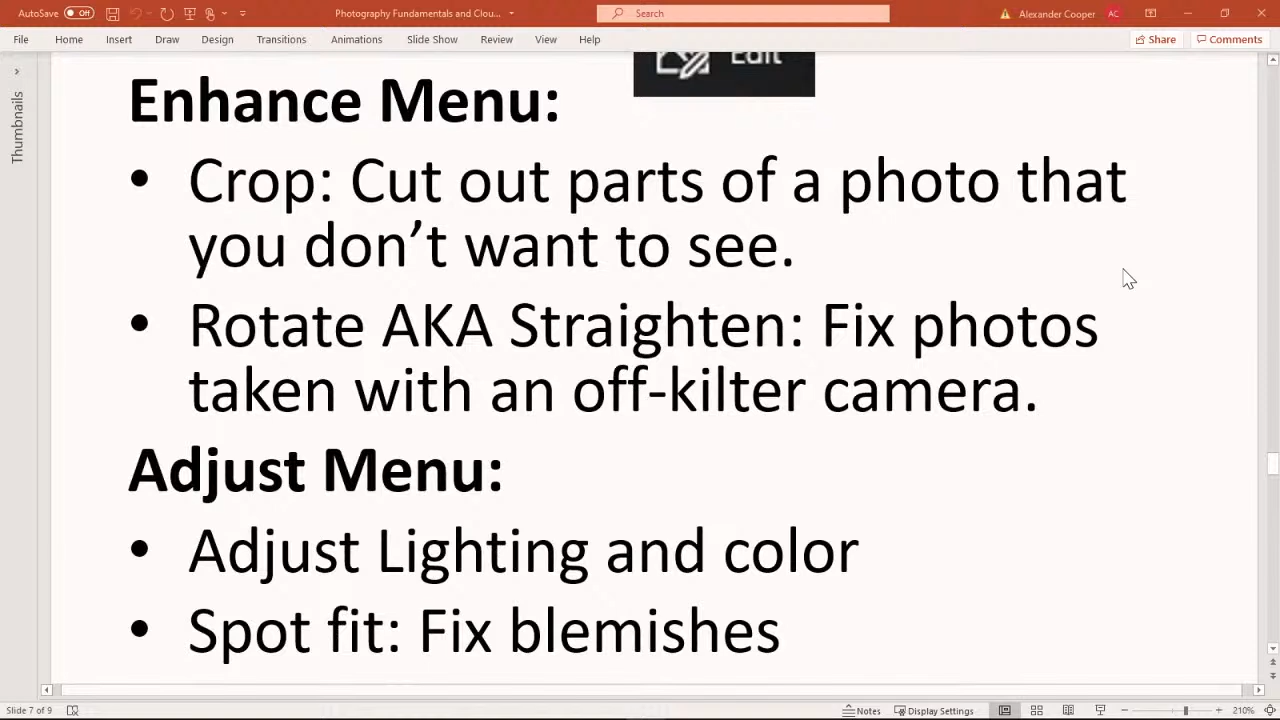 AutoSave Off Photography Fundamentals and Clou... Search Alexander Cooper AC
File Home Insert Draw Design Transitions Animations Slide Show Review View Help Share Comments
Thumbnails
Edit
Enhance Menu:
• Crop: Cut out parts of a photo that
you don’t want to see.
• Rotate AKA Straighten: Fix photos
taken with an off-kilter camera.
Adjust Menu:
• Adjust Lighting and color
• Spot fit: Fix blemishes
Slide 7 of 9 Notes Display Settings 210%